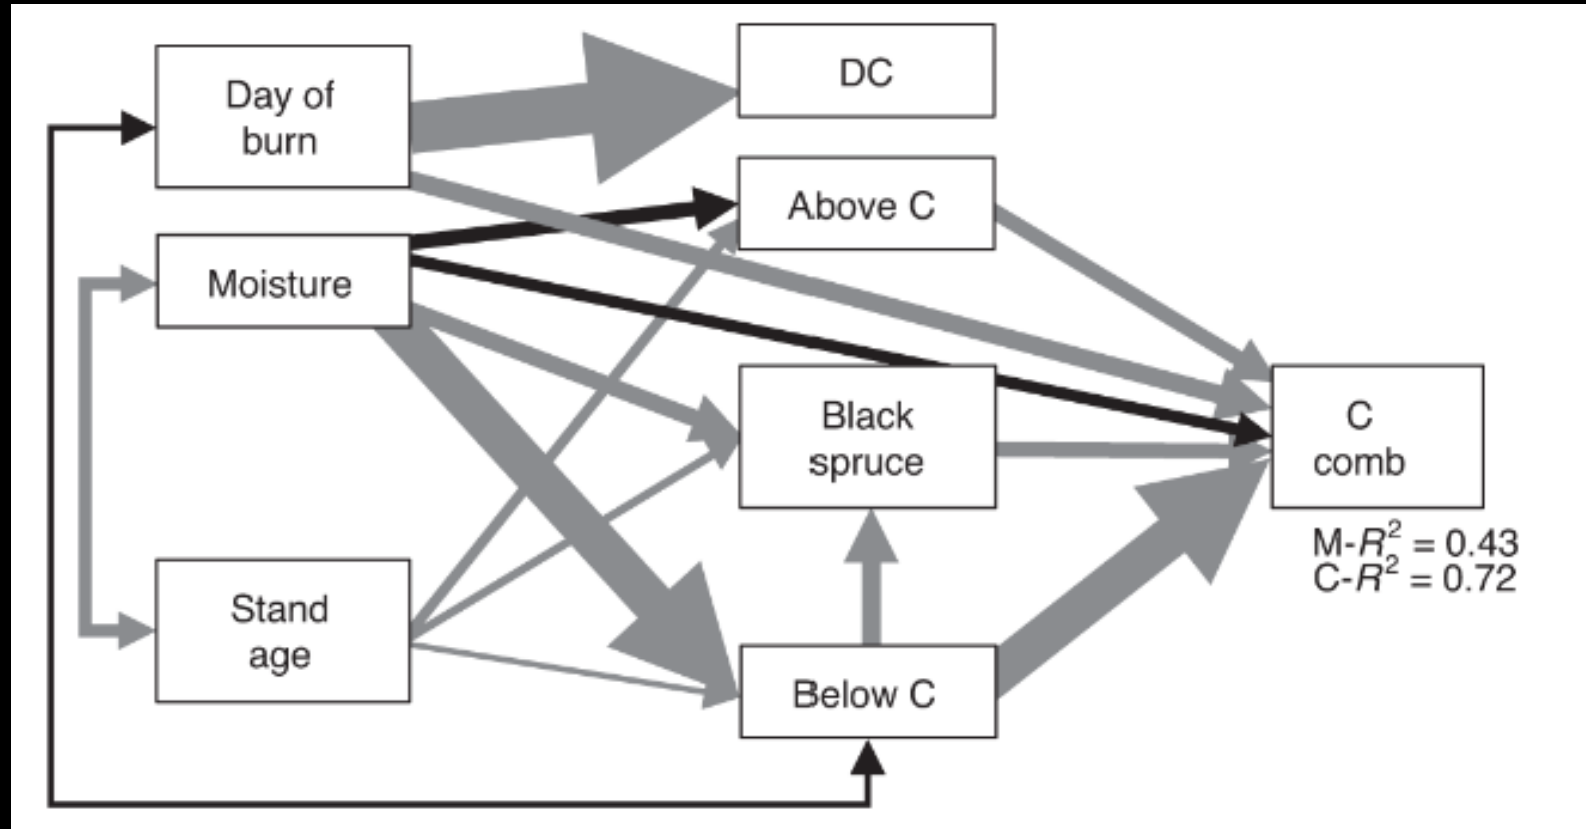 Day of
burn
DC
Above C
Moisture
Black
spruce
C
comb
M-R² = 0.43
C-R² = 0.72
Stand
age
Below C